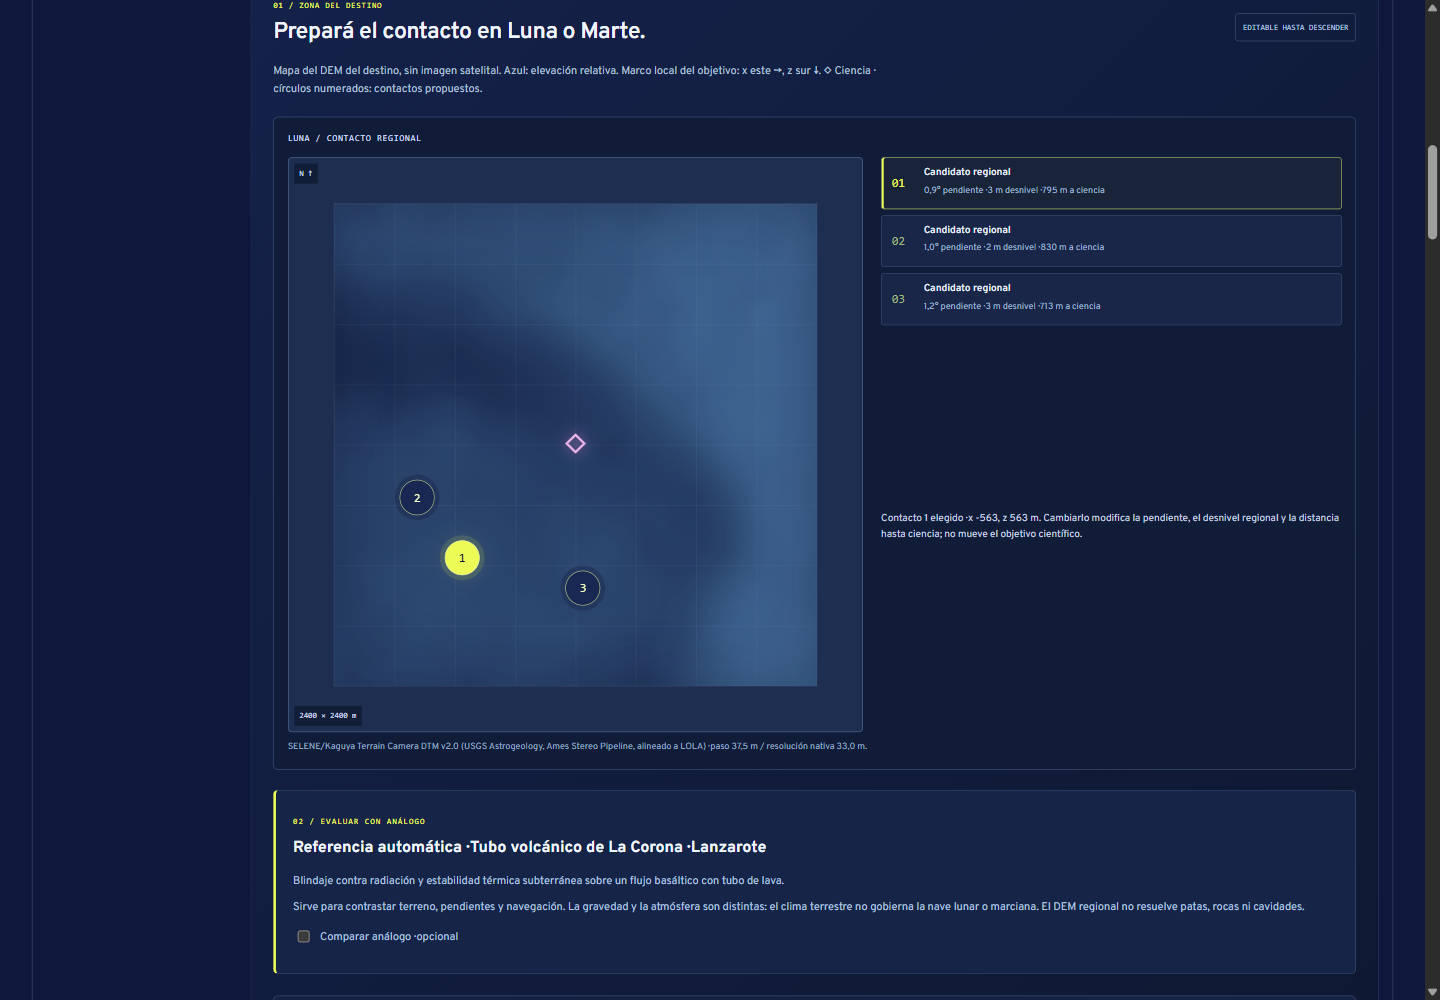 01 / ZONA DEL DESTINO
Prepará el contacto en Luna o Marte.
EDITABLE HASTA DESCENDER
Mapa del DEM del destino, sin imagen satelital. Azul: elevación relativa. Marco local del objetivo: x este →, z sur ↓. ◇ Ciencia ·
círculos numerados: contactos propuestos.
LUNA / CONTACTO REGIONAL
N ↑
2
1
3
2400 × 2400 m
01
Candidato regional
0,9° pendiente ·3 m desnivel ·795 m a ciencia
02
Candidato regional
1,0° pendiente ·2 m desnivel ·830 m a ciencia
03
Candidato regional
1,2° pendiente ·3 m desnivel ·713 m a ciencia
Contacto 1 elegido ·x -563, z 563 m. Cambiarlo modifica la pendiente, el desnivel regional y la distancia
hasta ciencia; no mueve el objetivo científico.
SELENE/Kaguya Terrain Camera DTM v2.0 (USGS Astrogeology, Ames Stereo Pipeline, alineado a LOLA) ·paso 37,5 m / resolución nativa 33,0 m.
02 / EVALUAR CON ANÁLOGO
Referencia automática ·Tubo volcánico de La Corona ·Lanzarote
Blindaje contra radiación y estabilidad térmica subterránea sobre un flujo basáltico con tubo de lava.
Sirve para contrastar terreno, pendientes y navegación. La gravedad y la atmósfera son distintas: el clima terrestre no gobierna la nave lunar o marciana. El DEM regional no resuelve patas, rocas ni cavidades.
Comparar análogo ·opcional